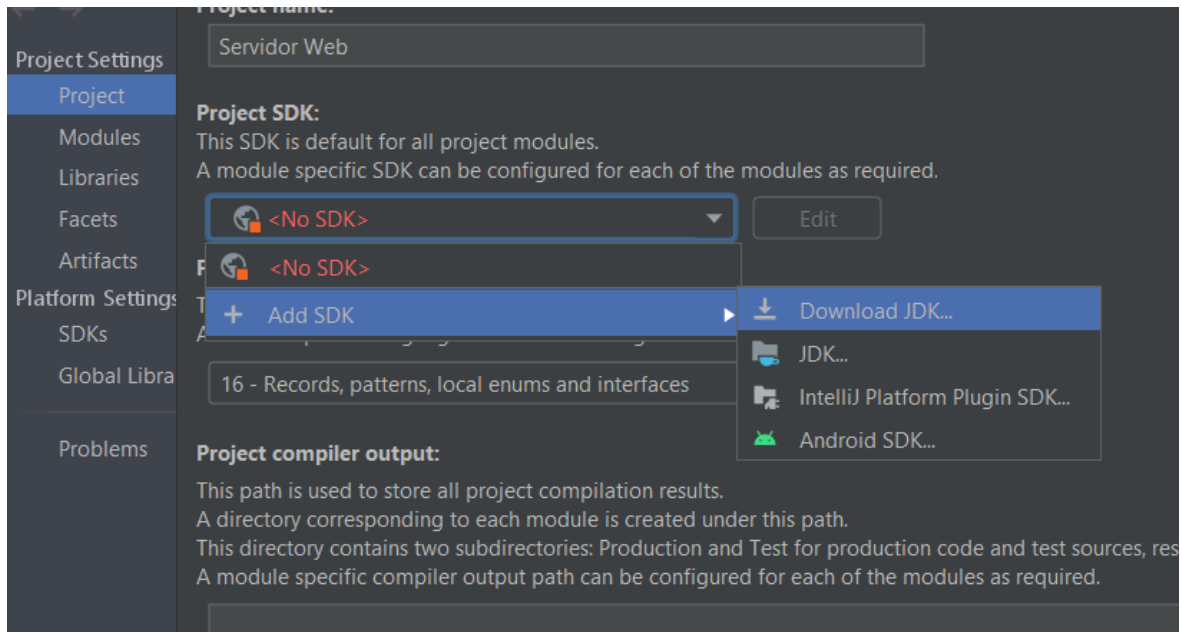 Project name:
Servidor Web
Project Settings
Project
Modules
Libraries
Facets
Artifacts
Platform Settings
SDKs
Global Libra
Problems
Project SDK:
This SDK is default for all project modules.
A module specific SDK can be configured for each of the modules as required.
<No SDK>
Edit
<No SDK>
Add SDK
Download JDK...
JDK...
IntelliJ Platform Plugin SDK...
Android SDK...
16 - Records, patterns, local enums and interfaces
Project compiler output:
This path is used to store all project compilation results.
A directory corresponding to each module is created under this path.
This directory contains two subdirectories: Production and Test for production code and test sources, res
A module specific compiler output path can be configured for each of the modules as required.